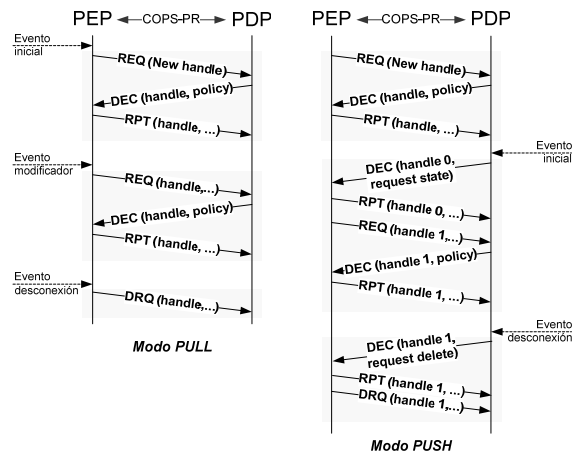 PEP COPS-PR PDP
Evento
inicial
REQ (New handle)
DEC (handle, policy)
RPT (handle, ...)
Evento
modificador
REQ (handle,...)
DEC (handle, policy)
RPT (handle, ...)
Evento
desconexión
DRQ (handle,...)
Modo PULL
PEP COPS-PR PDP
REQ (New handle)
DEC (handle, policy)
RPT (handle, ...)
Evento
inicial
DEC (handle 0,
request state)
RPT (handle 0, ...)
REQ (handle 1,...)
DEC (handle 1, policy)
RPT (handle 1, ...)
Evento
desconexión
DEC (handle 1,
request delete)
RPT (handle 1, ...)
DRQ (handle 1,...)
Modo PUSH